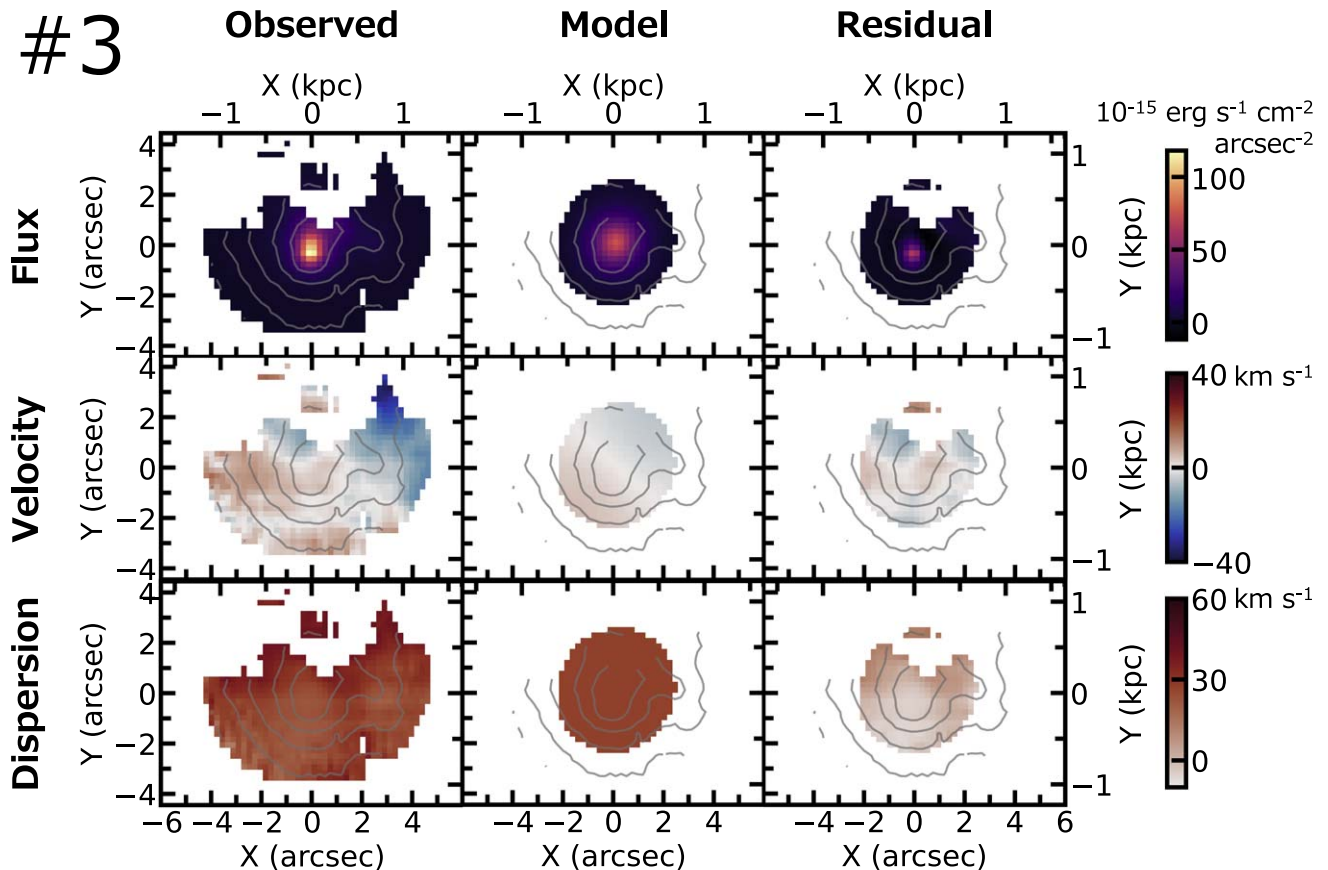 #3
Observed
Model
Residual
X (kpc)
X (kpc)
X (kpc)
−1 0 1
−1 0 1
−1 0 1
10⁻¹⁵ erg s⁻¹ cm⁻²
arcsec⁻²
Flux
Y (arcsec)
4
2
0
−2
−4
1
0
−1
Y (kpc)
100
50
0
Velocity
Y (arcsec)
4
2
0
−2
−4
1
0
−1
Y (kpc)
40 km s⁻¹
0
−40
Dispersion
Y (arcsec)
4
2
0
−2
−4
1
0
−1
Y (kpc)
60 km s⁻¹
30
0
−6 −4 −2 0 2 4
−4 −2 0 2 4
−4 −2 0 2 4 6
X (arcsec)
X (arcsec)
X (arcsec)